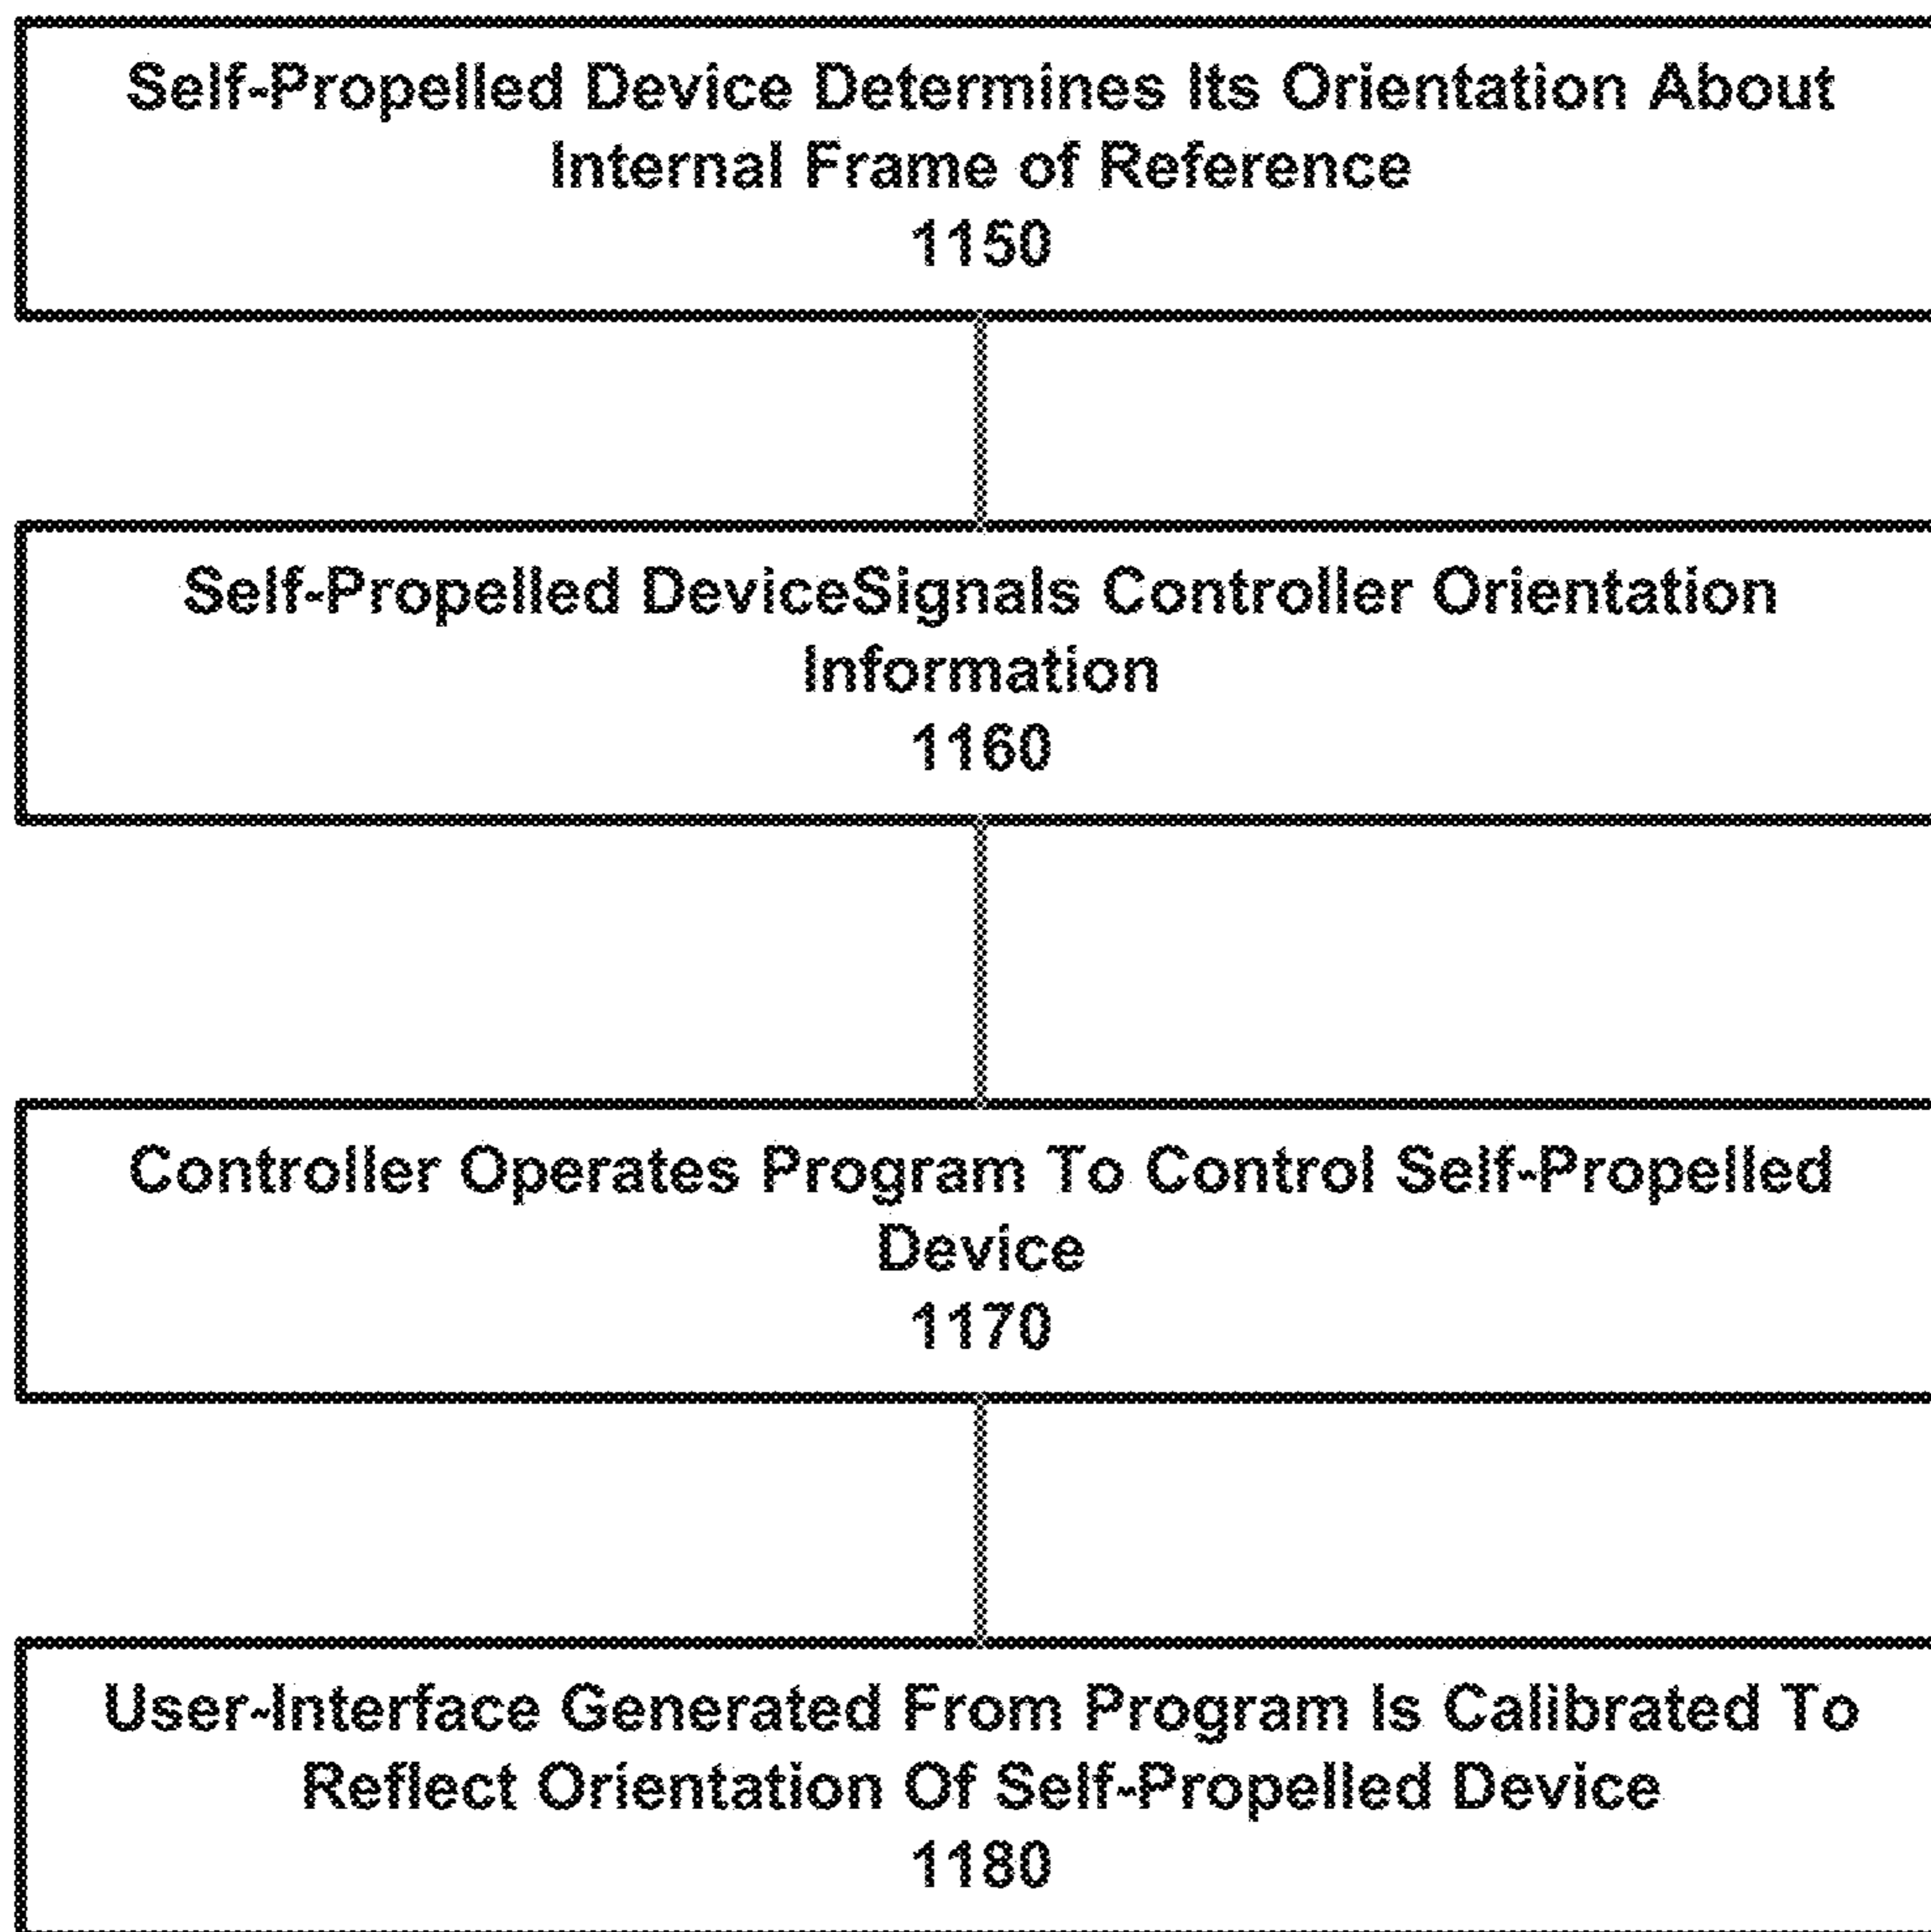 Self-Propelled Device Determines Its Orientation About
Internal Frame of Reference
1150
Self-Propelled DeviceSignals Controller Orientation
Information
1160
Controller Operates Program To Control Self-Propelled
Device
1170
User-Interface Generated From Program Is Calibrated To
Reflect Orientation Of Self-Propelled Device
1180